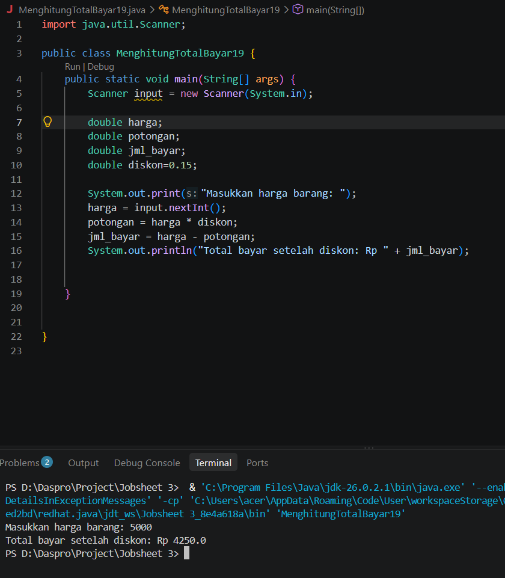 J MenghitungTotalBayar19.java > MenghitungTotalBayar19 > main(String[])
1 import java.util.Scanner;
2
3 public class MenghitungTotalBayar19 {
Run | Debug
4 public static void main(String[] args) {
5 Scanner input = new Scanner(System.in);
6
7 double harga;
8 double potongan;
9 double jml_bayar;
10 double diskon=0.15;
11
12 System.out.print(s: "Masukkan harga barang: ");
13 harga = input.nextInt();
14 potongan = harga * diskon;
15 jml_bayar = harga - potongan;
16 System.out.println("Total bayar setelah diskon: Rp " + jml_bayar);
17
18
19 }
20
21
22 }
23
Problems 2 Output Debug Console Terminal Ports
PS D:\Daspro\Project\Jobsheet 3> & 'C:\Program Files\Java\jdk-26.0.2.1\bin\java.exe' '--enab
DetailsInExceptionMessages' '-cp' 'C:\Users\acer\AppData\Roaming\Code\User\workspaceStorage\
ed2bd\redhat.java\jdt_ws\Jobsheet 3_8e4a618a\bin' 'MenghitungTotalBayar19'
Masukkan harga barang: 5000
Total bayar setelah diskon: Rp 4250.0
PS D:\Daspro\Project\Jobsheet 3>